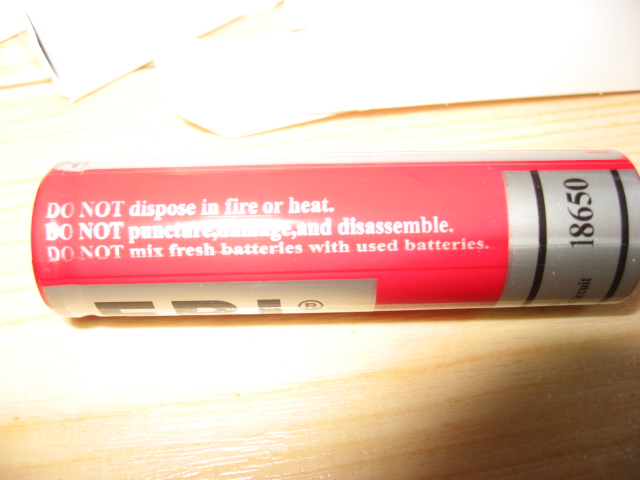 DO NOT dispose in fire or heat.
DO NOT puncture,damage,and disassemble.
DO NOT mix fresh batteries with used batteries.
18650
®